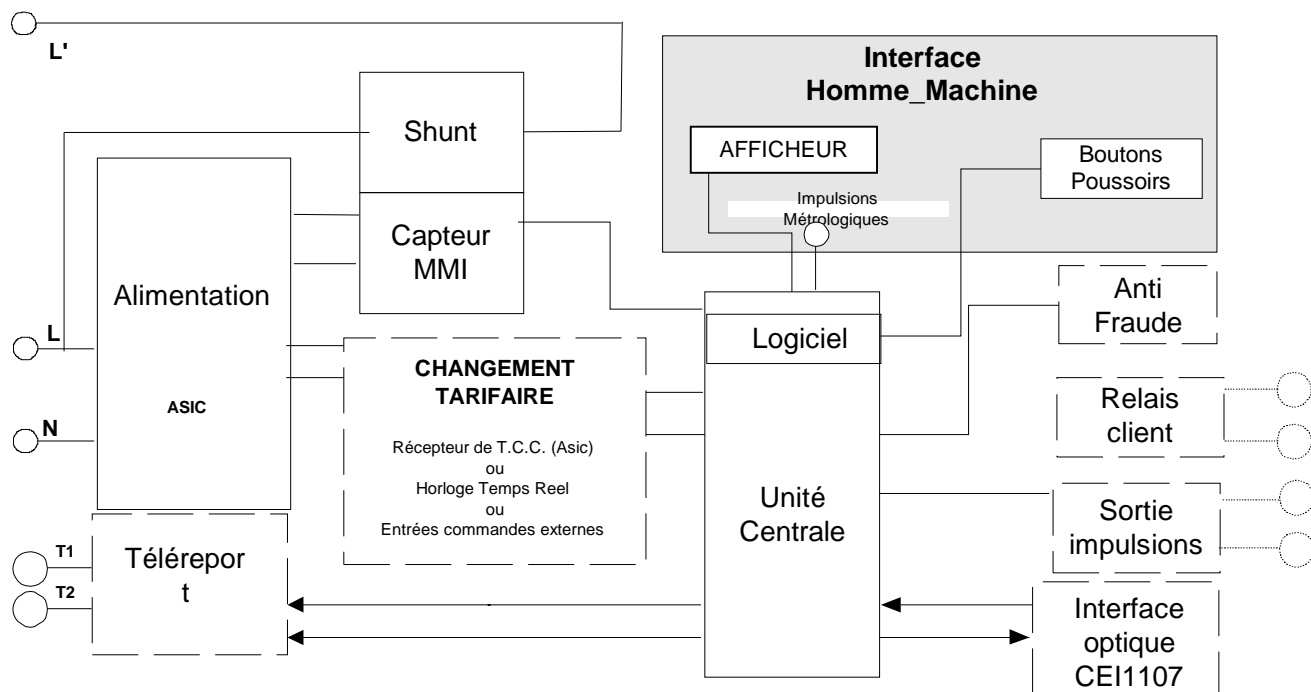 L'
Interface
Homme_Machine
Shunt
AFFICHEUR
Boutons
Poussoirs
Impulsions
Métrologiques
Capteur
MMI
Alimentation
ASIC
L
N
Anti
Fraude
Logiciel
CHANGEMENT
TARIFAIRE
Récepteur de T.C.C. (Asic)
ou
Horloge Temps Reel
ou
Entrées commandes externes
Relais
client
Unité
Centrale
Sortie
impulsions
T1
T2
Télérepor
t
Interface
optique
CEI1107